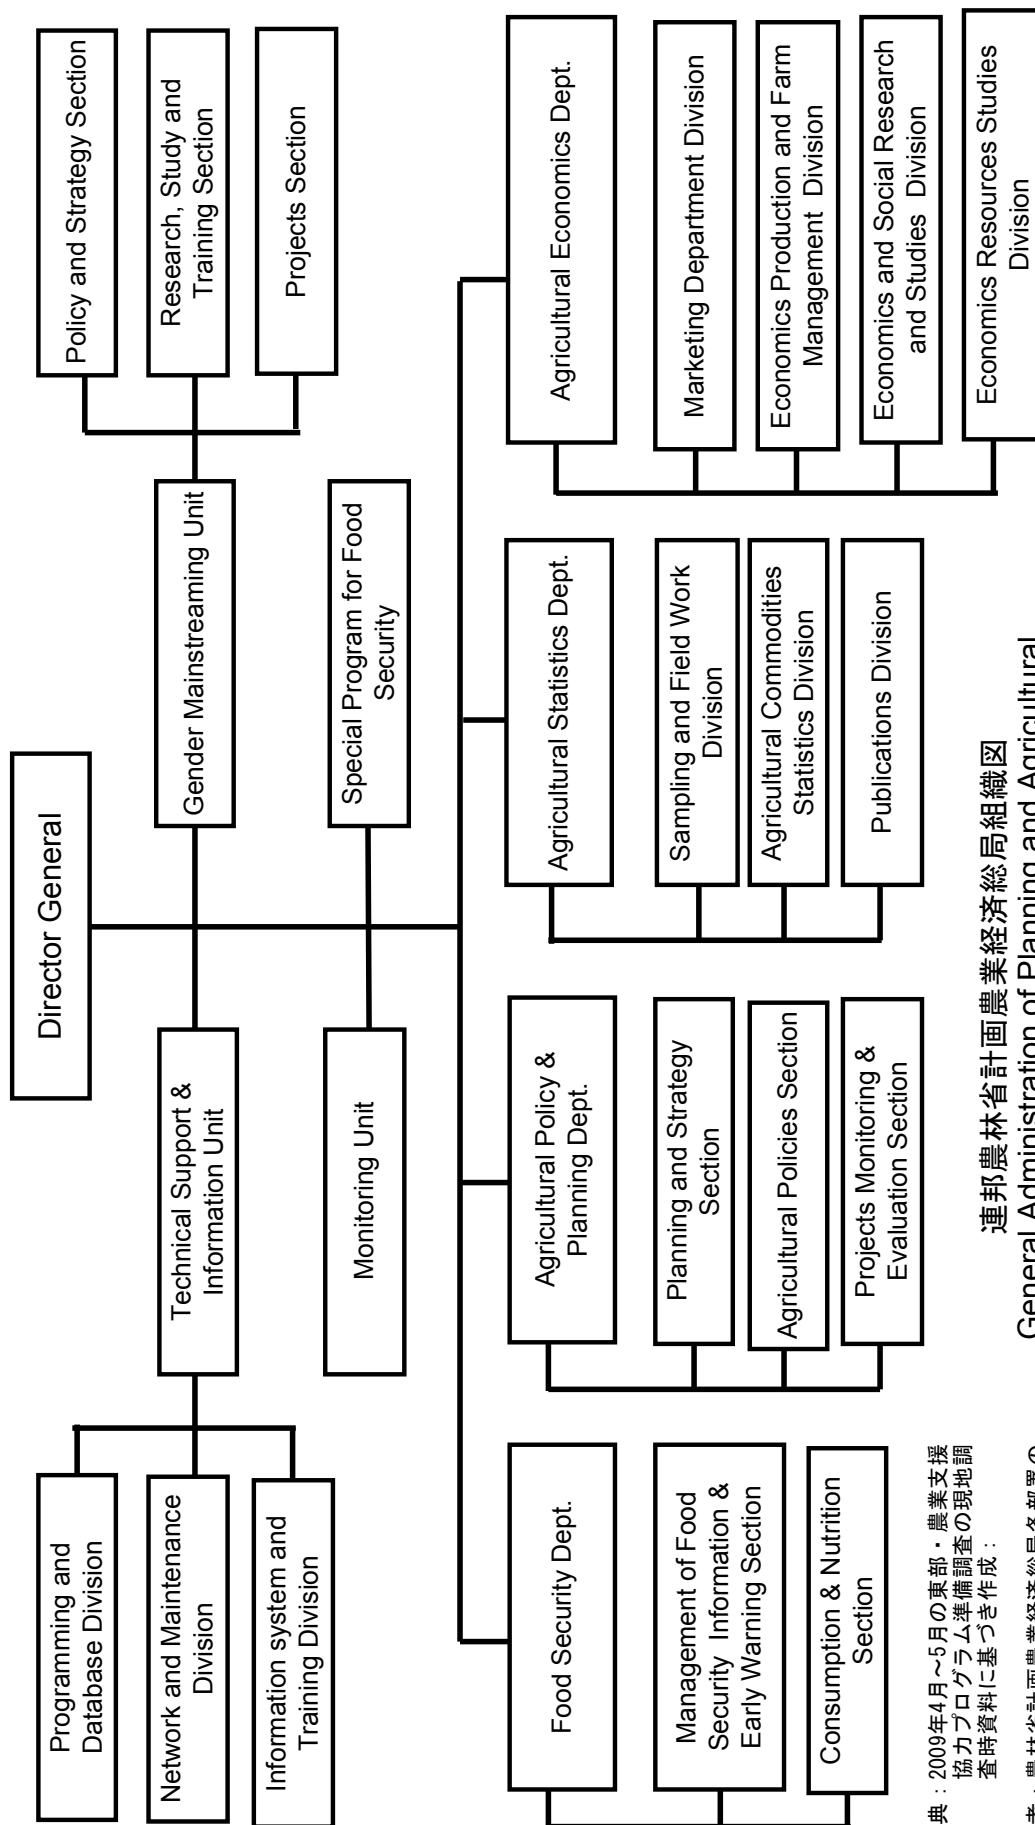 Director General
Programming and
Database Division
Network and Maintenance
Division
Information system and
Training Division
Technical Support &
Information Unit
Gender Mainstreaming Unit
Policy and Strategy Section
Research, Study and
Training Section
Projects Section
Monitoring Unit
Special Program for Food
Security
Food Security Dept.
Management of Food
Security Information &
Early Warning Section
Consumption & Nutrition
Section
Agricultural Policy &
Planning Dept.
Planning and Strategy
Section
Agricultural Policies Section
Projects Monitoring &
Evaluation Section
Agricultural Statistics Dept.
Sampling and Field Work
Division
Agricultural Commodities
Statistics Division
Publications Division
Agricultural Economics Dept.
Marketing Department Division
Economics Production and Farm
Management Division
Economics and Social Research
and Studies Division
Economics Resources Studies
Division
典：2009年4月～5月の東部・農業支援
協力プログラム準備調査の現地調
査時資料に基づき作成：
連邦農林省計画農業経済総局組織図
General Administration of Planning and Agricultural